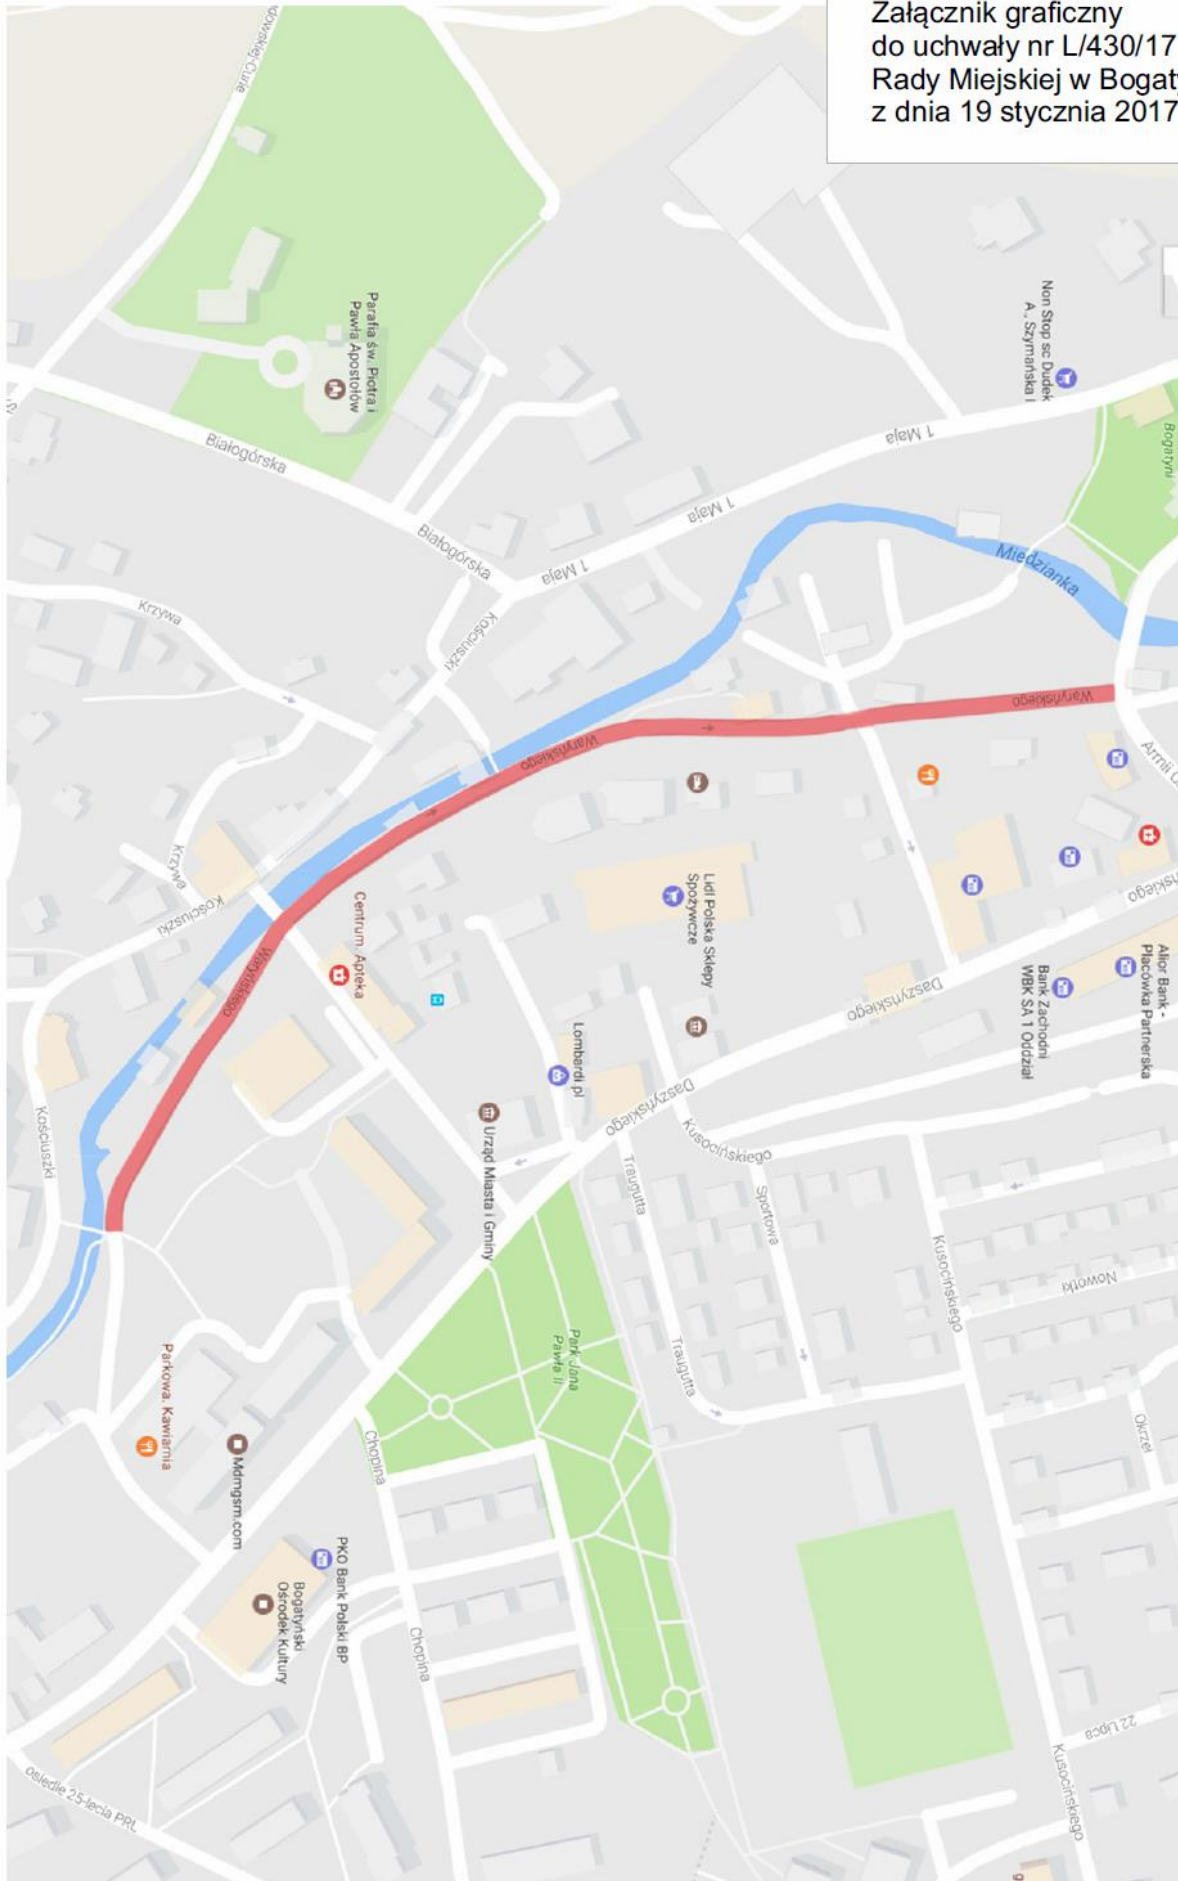 Załącznik graficzny
do uchwały nr L/430/17
Rady Miejskiej w Bogaty
z dnia 19 stycznia 2017
dowskiej-Curie
Parafia św. Piotra i
Pawła Apostołów
Non Stop sc Dudek
A., Szymańska I
Bogatyni
1 Maja
1 Maja
1 Maja
Białogórska
Białogórska
Miedzianka
Krzywa
Kościuszki
Waryńskiego
Waryńskiego
Armii
Krzywa
Kościuszki
Waryńskiego
Centrum. Apteka
Lidl Polska Sklepy
Spożywcze
Daszyńskiego
Bank Zachodni
WBK SA 1 Oddział
Alior Bank -
Placówka Partnerska
ńskiego
Lombardi.pl
Daszyńskiego
Kusocińskiego
Kościuszki
Urząd Miasta i Gminy
Traugutta
Sportowa
Kusocińskiego
Nowotki
Park Jana
Pawła II
Traugutta
Parkowa. Kawiarnia
Mdmgsm.com
Chopina
Okrzei
PKO Bank Polski BP
Bogatyński
Ośrodek Kultury
Chopina
22 Lipca
Kusocińskiego
osiedle 25-lecia PRL